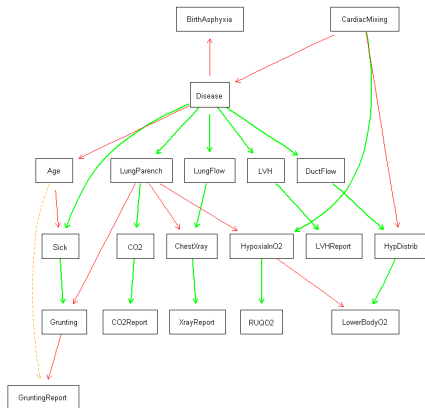 BirthAsphyxia
CardiacMixing
Disease
Age
LungParench
LungFlow
LVH
DuctFlow
Sick
CO2
ChestXray
HypoxiaInO2
LVHReport
HypDistrib
Grunting
CO2Report
XrayReport
RUQO2
LowerBodyO2
GruntingReport